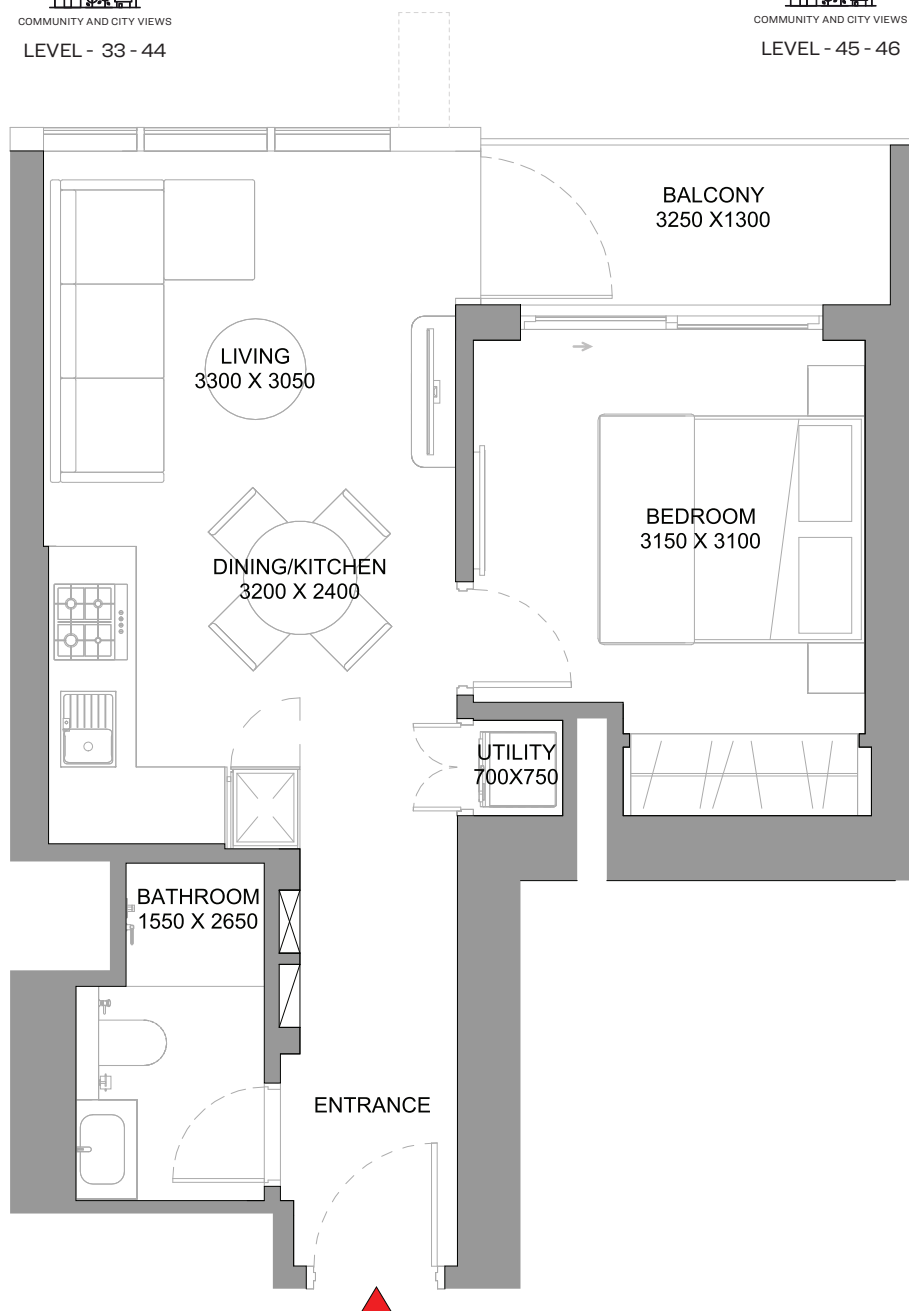 COMMUNITY AND CITY VIEWS
LEVEL - 33 - 44
COMMUNITY AND CITY VIEWS
LEVEL - 45 - 46
BALCONY
3250 X1300
LIVING
3300 X 3050
BEDROOM
3150 X 3100
DINING/KITCHEN
3200 X 2400
UTILITY
700X750
BATHROOM
1550 X 2650
ENTRANCE